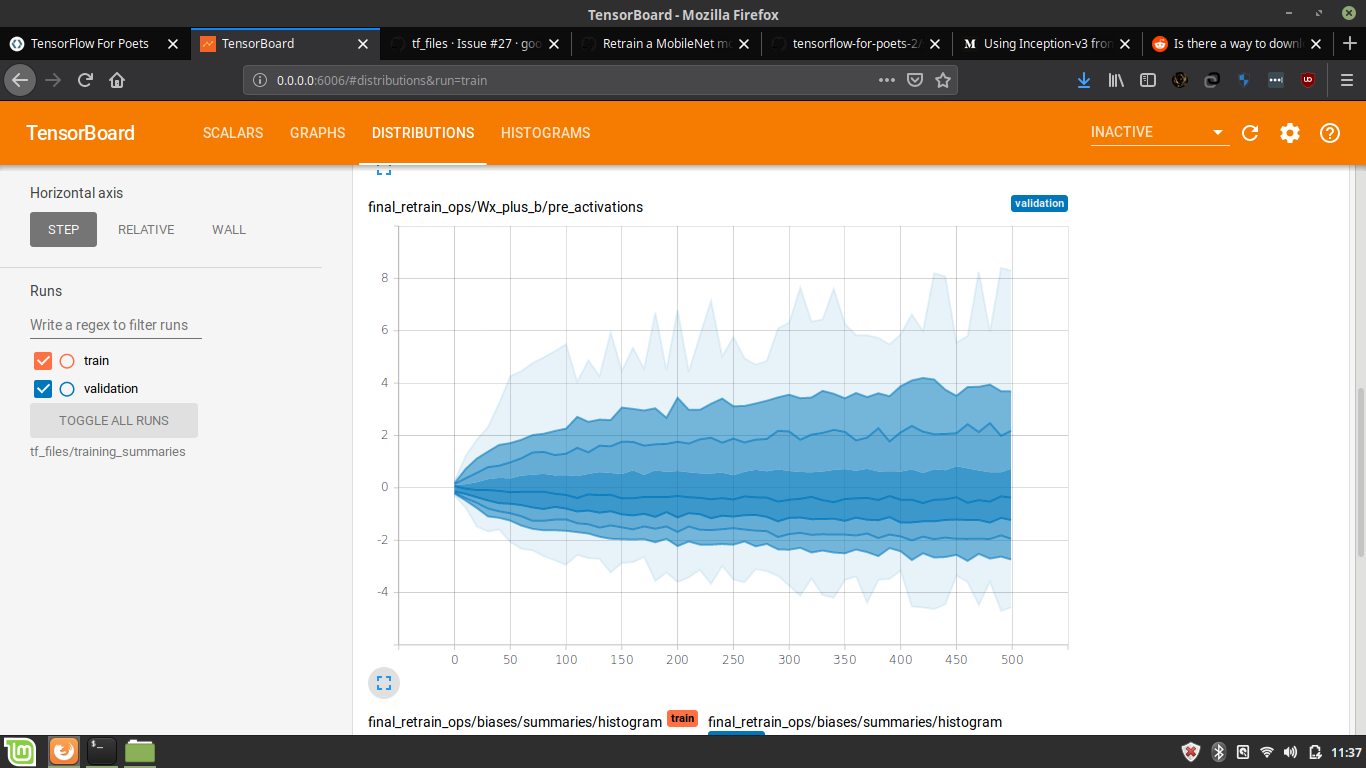 TensorBoard - Mozilla Firefox
TensorFlow For Poets
TensorBoard
tf_files · Issue #27 · goo
Retrain a MobileNet mo
tensorflow-for-poets-2/
Using Inception-v3 from
Is there a way to downl
0.0.0.0:6006/#distributions&run=train
TensorBoard
SCALARS
GRAPHS
DISTRIBUTIONS
HISTOGRAMS
INACTIVE
Horizontal axis
STEP
RELATIVE
WALL
Runs
Write a regex to filter runs
train
validation
TOGGLE ALL RUNS
tf_files/training_summaries
final_retrain_ops/Wx_plus_b/pre_activations
validation
8
6
4
2
0
-2
-4
0 50 100 150 200 250 300 350 400 450 500
final_retrain_ops/biases/summaries/histogram
train
final_retrain_ops/biases/summaries/histogram
11:37